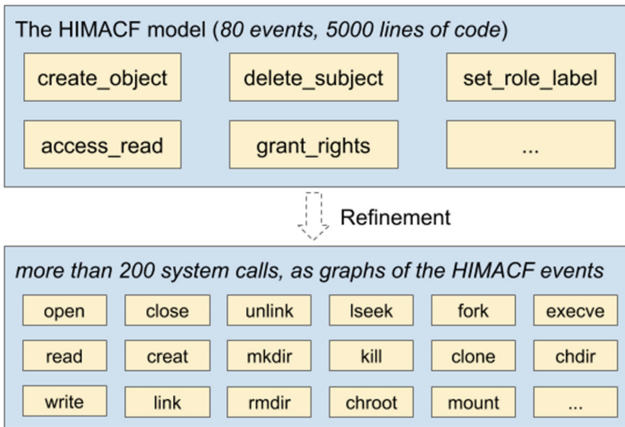 The HIMACF model (80 events, 5000 lines of code)
create_object delete_subject set_role_label
access_read grant_rights ...
Refinement
more than 200 system calls, as graphs of the HIMACF events
open close unlink lseek fork execve
read creat mkdir kill clone chdir
write link rmdir chroot mount ...